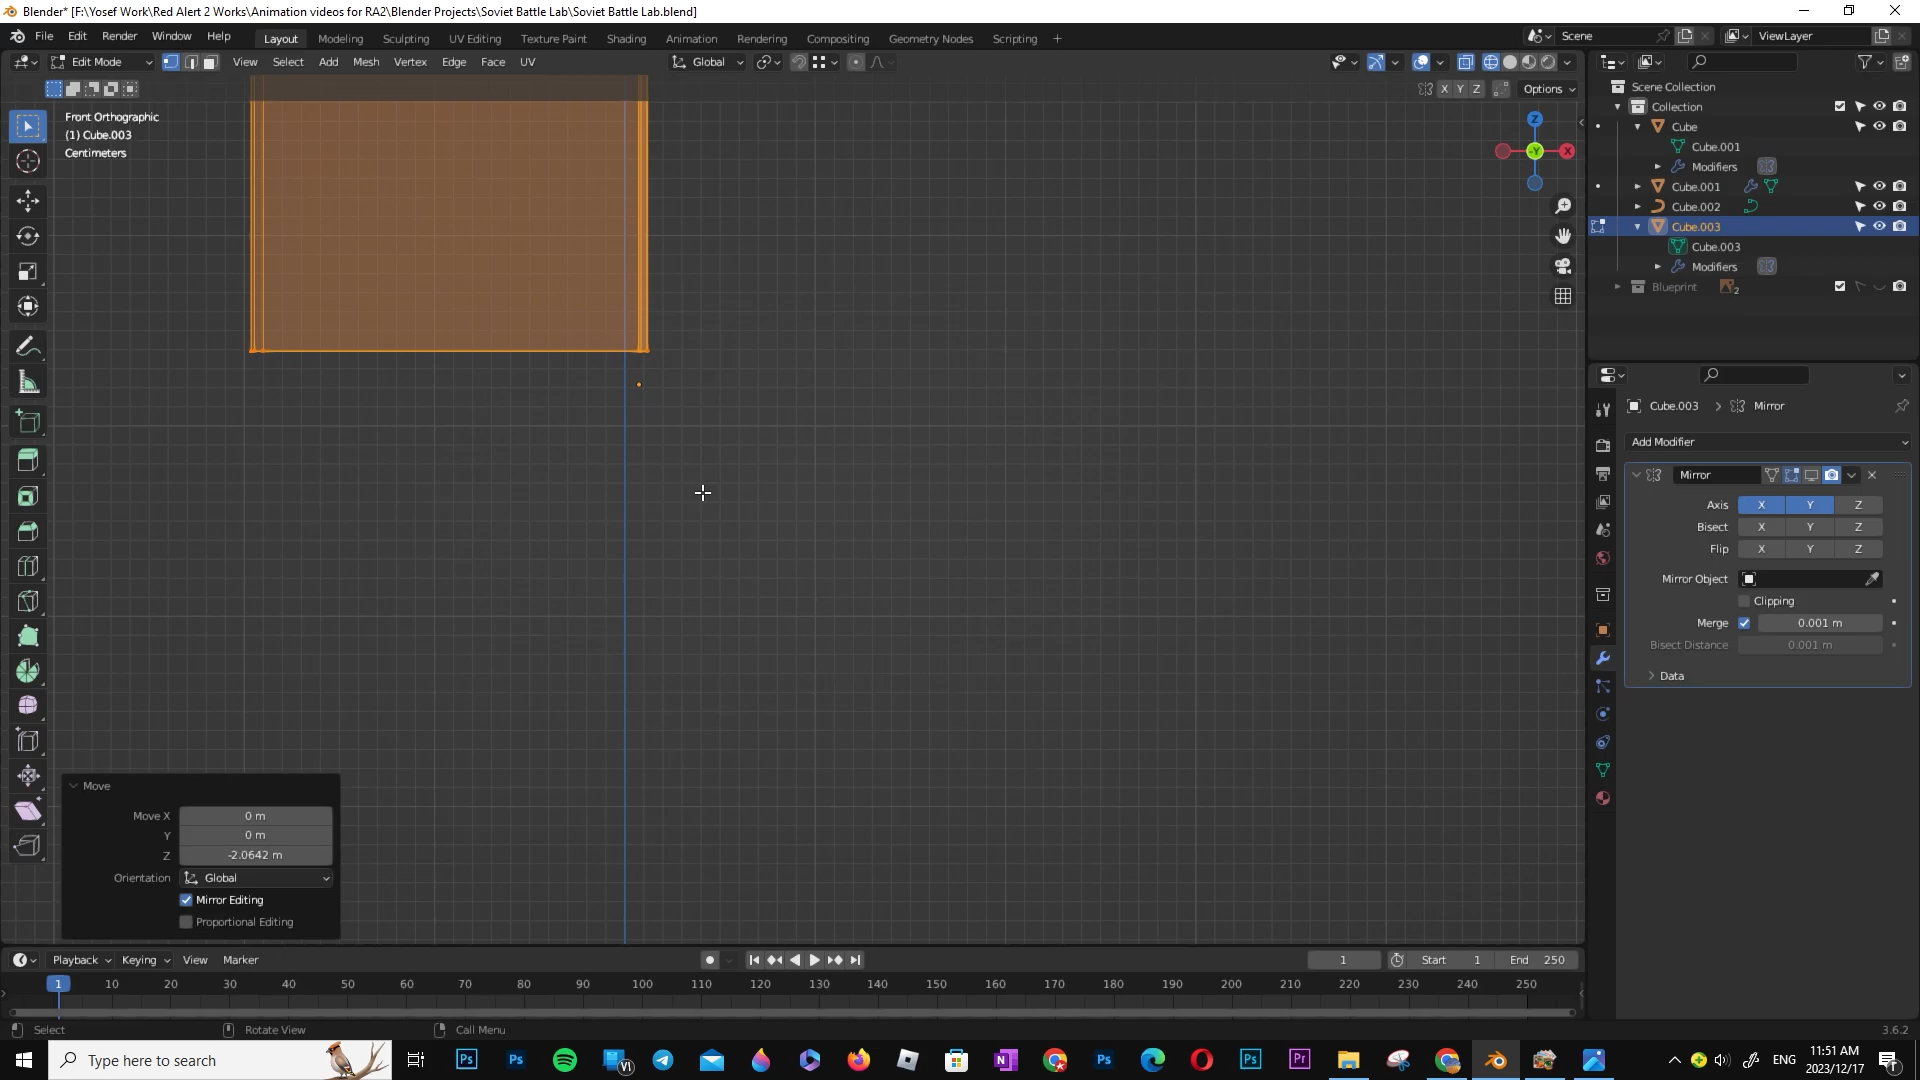 Blender* [F:\Yosef Work\Red Alert 2 Works\Animation videos for RA2\Blender Projects\Soviet Battle Lab\Soviet Battle Lab.blend]
File Edit Render Window Help Layout Modeling Sculpting UV Editing Texture Paint Shading Animation Rendering Compositing Geometry Nodes Scripting + Scene ViewLayer
Edit Mode View Select Add Mesh Vertex Edge Face UV Global
X Y Z Options
Front Orthographic
(1) Cube.003
Centimeters
Z
-Y
X
Scene Collection
Collection
Cube
Cube.001
Modifiers
Cube.001
Cube.002
Cube.003
Cube.003
Modifiers
Blueprint 2
Cube.003 > Mirror
Add Modifier
Mirror
Axis X Y Z
Bisect X Y Z
Flip X Y Z
Mirror Object
Clipping
Merge 0.001 m
Bisect Distance 0.001 m
Data
Move
Move X 0 m
Y 0 m
Z -2.0642 m
Orientation Global
Mirror Editing
Proportional Editing
Playback Keying View Marker 1 Start 1 End 250
1 10 20 30 40 50 60 70 80 90 100 110 120 130 140 150 160 170 180 190 200 210 220 230 240 250
Select Rotate View Call Menu 3.6.2
Type here to search
Ps Ps VI N Ps Ps Pr
ENG
11:51 AM
2023/12/17
1